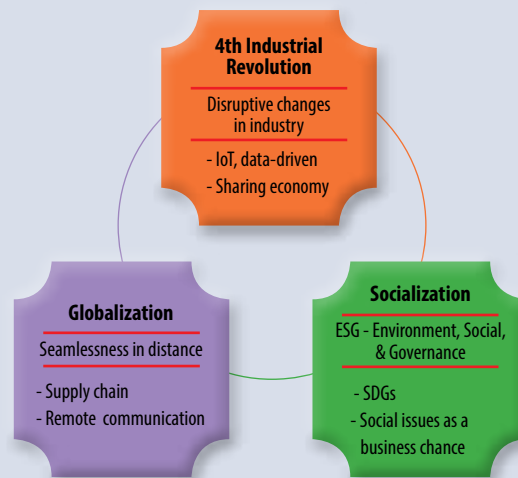 4th Industrial
Revolution
Disruptive changes
in industry
- IoT, data-driven
- Sharing economy
Globalization
Seamlessness in distance
- Supply chain
- Remote communication
Socialization
ESG - Environment, Social,
& Governance
- SDGs
- Social issues as a
business chance